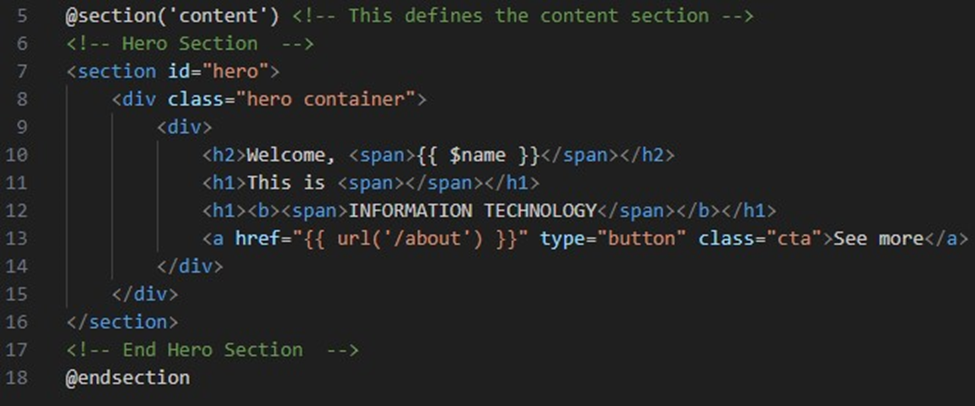 5 @section('content') <!-- This defines the content section -->
6 <!-- Hero Section  -->
7 <section id="hero">
8     <div class="hero container">
9         <div>
10             <h2>Welcome, <span>{{ $name }}</span></h2>
11             <h1>This is <span></span></h1>
12             <h1><b><span>INFORMATION TECHNOLOGY</span></b></h1>
13             <a href="{{ url('/about') }}" type="button" class="cta">See more</a>
14         </div>
15     </div>
16 </section>
17 <!-- End Hero Section  -->
18 @endsection